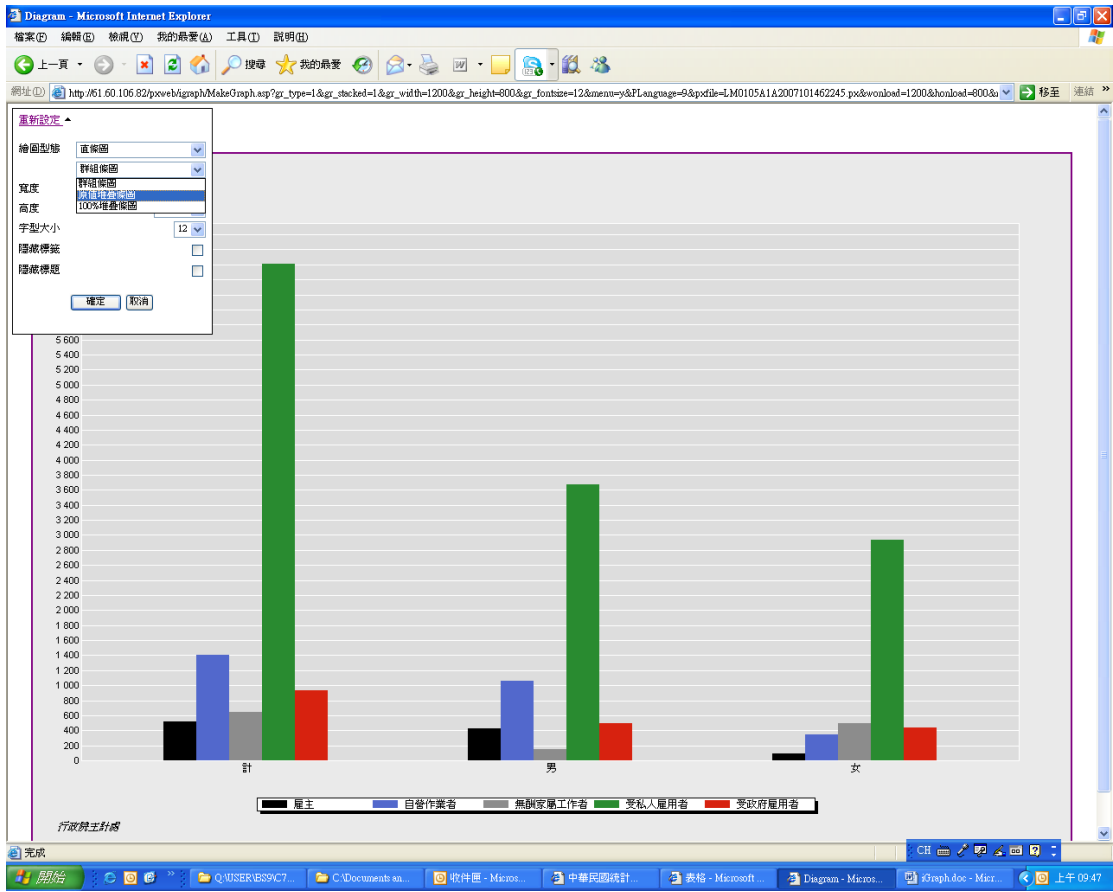 Diagram - Microsoft Internet Explorer
檔案(F) 編輯(E) 檢視(V) 我的最愛(A) 工具(T) 說明(H)
上一頁 搜尋 我的最愛
網址(D) http://61.60.106.82/pxweb/igraph/MakeGraph.asp?gr_type=1&gr_stacked=1&gr_width=1200&gr_height=800&gr_fontsize=12&menu=y&PLanguage=9&pxfile=LM0105A1A2007101462245.px&wonload=1200&honload=800& 移至 連結 »
重新設定
繪圖型態 直條圖
群組條圖
群組條圖
寬度 原值堆疊條圖
高度 100%堆疊條圖
字型大小 12
隱藏標籤
隱藏標題
確定 取消
5 600
5 400
5 200
5 000
4 800
4 600
4 400
4 200
4 000
3 800
3 600
3 400
3 200
3 000
2 800
2 600
2 400
2 200
2 000
1 800
1 600
1 400
1 200
1 000
800
600
400
200
0
計 男 女
雇主 自營作業者 無酬家屬工作者 受私人雇用者 受政府雇用者
行政院主計處
完成
CH
開始 Q:\USER\BS9\C7... C:\Documents an... 收件匣 - Micros... 中華民國統計... 表格 - Microsoft ... Diagram - Micros... iGraph.doc - Micr... 上午 09:47